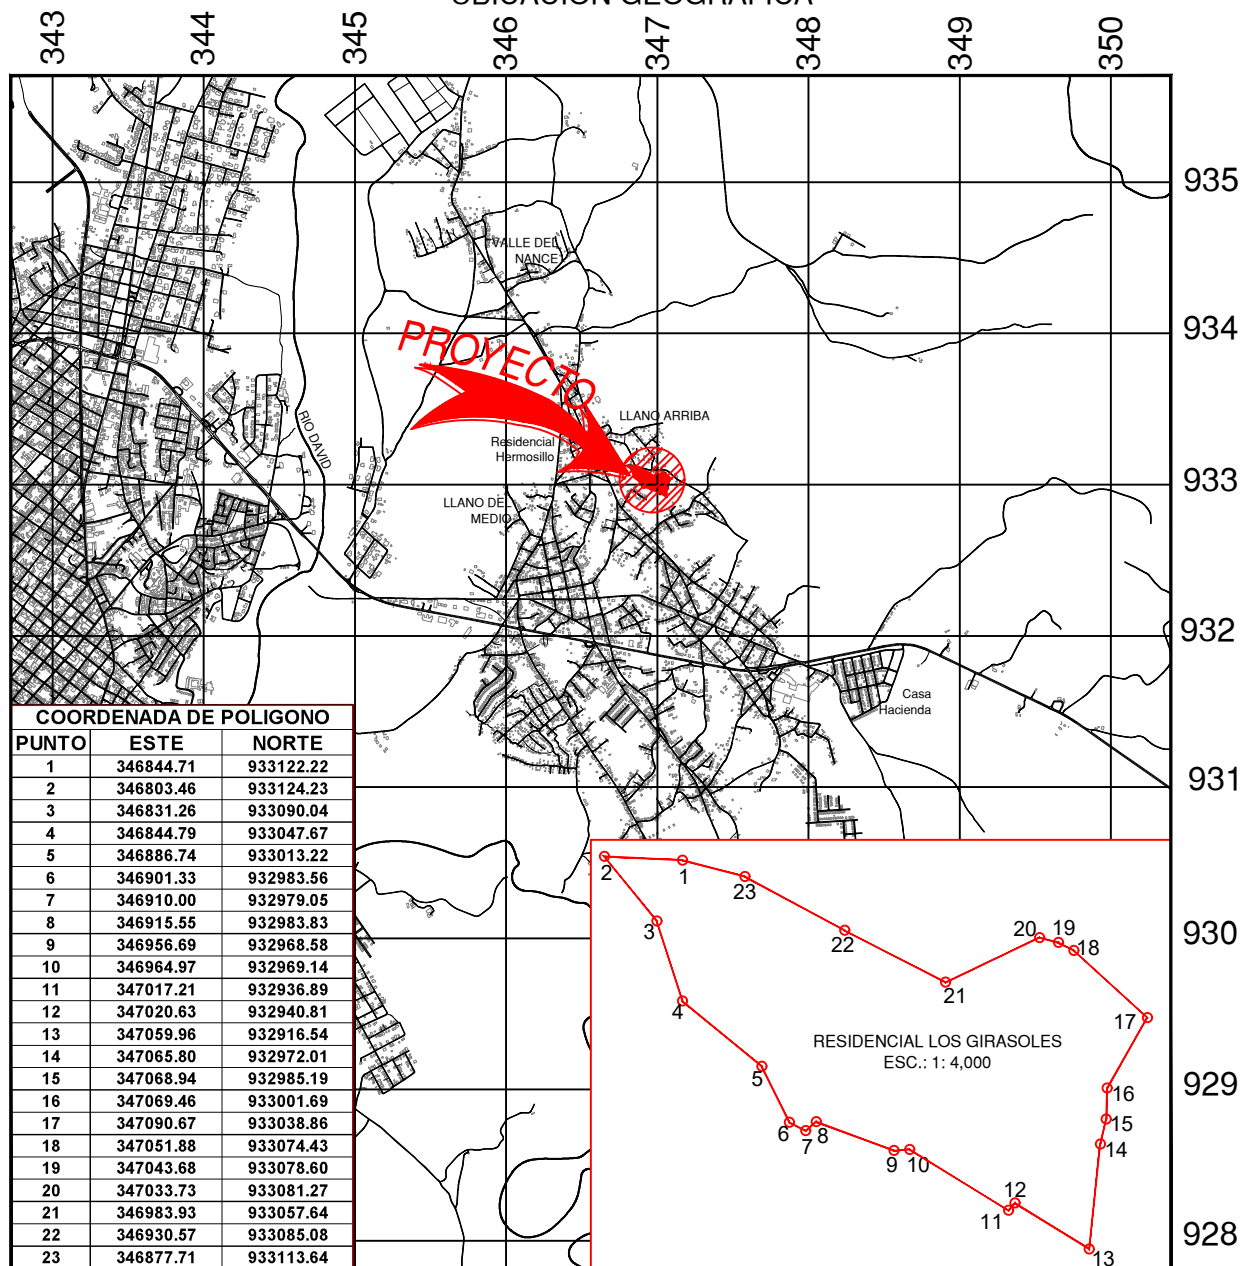 UBICACIÓN GEOGRÁFICA
343 344 345 346 347 348 349 350
935
VALLE DEL
NANCE
934
PROYECTO
RIO DAVID
LLANO ARRIBA
Residencial
Hermosillo
933
LLANO DEL
MEDIO
932
Casa
Hacienda
931
930
929
928
COORDENADA DE POLIGONO
PUNTO ESTE NORTE
1 346844.71 933122.22
2 346803.46 933124.23
3 346831.26 933090.04
4 346844.79 933047.67
5 346886.74 933013.22
6 346901.33 932983.56
7 346910.00 932979.05
8 346915.55 932983.83
9 346956.69 932968.58
10 346964.97 932969.14
11 347017.21 932936.89
12 347020.63 932940.81
13 347059.96 932916.54
14 347065.80 932972.01
15 347068.94 932985.19
16 347069.46 933001.69
17 347090.67 933038.86
18 347051.88 933074.43
19 347043.68 933078.60
20 347033.73 933081.27
21 346983.93 933057.64
22 346930.57 933085.08
23 346877.71 933113.64
2
1
23
3
22
20
19
18
21
4
17
RESIDENCIAL LOS GIRASOLES
ESC.: 1: 4,000
5
16
15
6
7
8
14
9
10
12
11
13